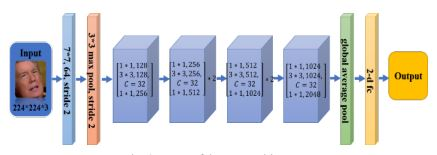 Input
224*224*3
7*7, 64, stride 2
3*3 max pool, stride 2
1 * 1, 128
3 * 3, 128,
C = 32
1 * 1, 256
1 * 1, 256
3 * 3, 256,
C = 32
1 * 1, 512
* 2
1 * 1, 512
3 * 3, 512,
C = 32
1 * 1, 1024
* 2
1 * 1, 1024
3 * 3, 1024,
C = 32
1 * 1, 2048
global average pool
2-d fc
Output